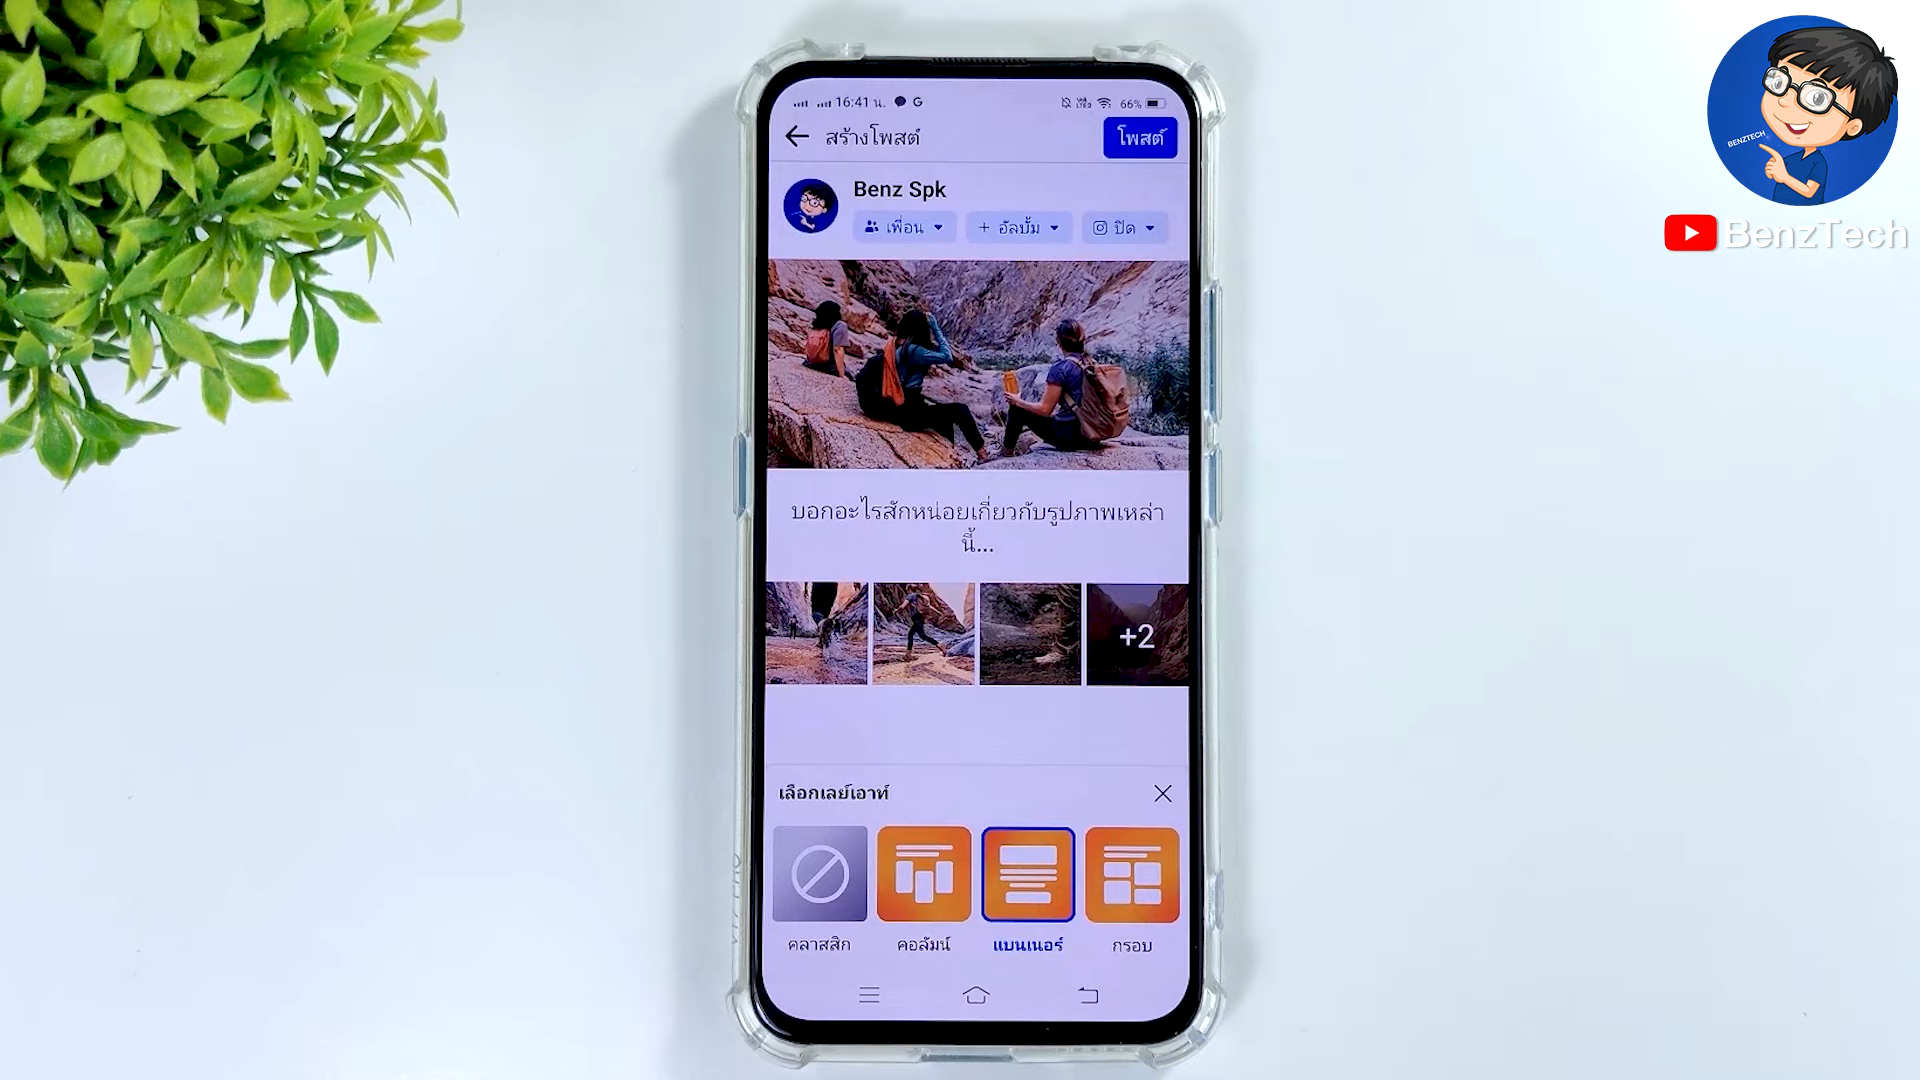 BENZTECH
BenzTech
16:41 น.
66%
สร้างโพสต์
โพสต์
Benz Spk
เพื่อน
+ อัลบั้ม
ปิด
บอกอะไรสักหน่อยเกี่ยวกับรูปภาพเหล่า
นี้...
+2
เลือกเลย์เอาท์
คลาสสิก
คอลัมน์
แบนเนอร์
กรอบ